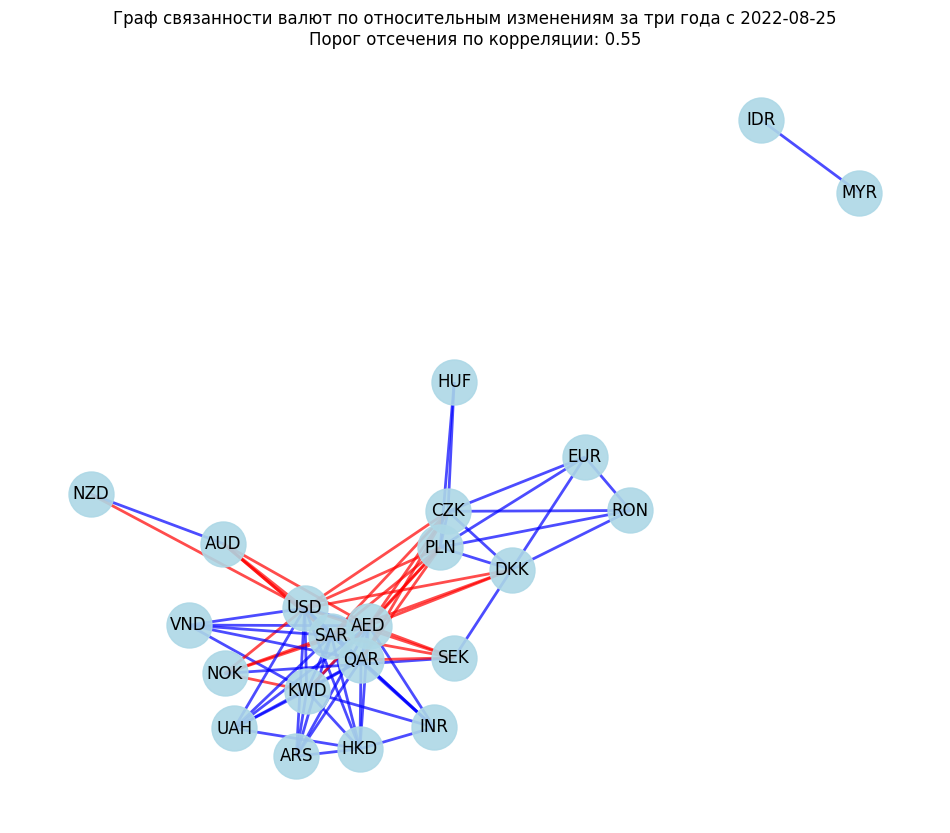 Граф связанности валют по относительным изменениям за три года с 2022-08-25
Порог отсечения по корреляции: 0.55
IDR
MYR
HUF
EUR
NZD
CZK
RON
AUD
PLN
DKK
USD
VND
AED
SAR
QAR
SEK
NOK
KWD
UAH
INR
HKD
ARS